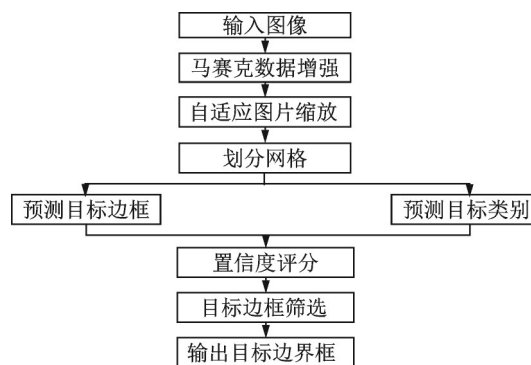 输入图像
马赛克数据增强
自适应图片缩放
划分网格
预测目标边框
预测目标类别
置信度评分
目标边框筛选
输出目标边界框